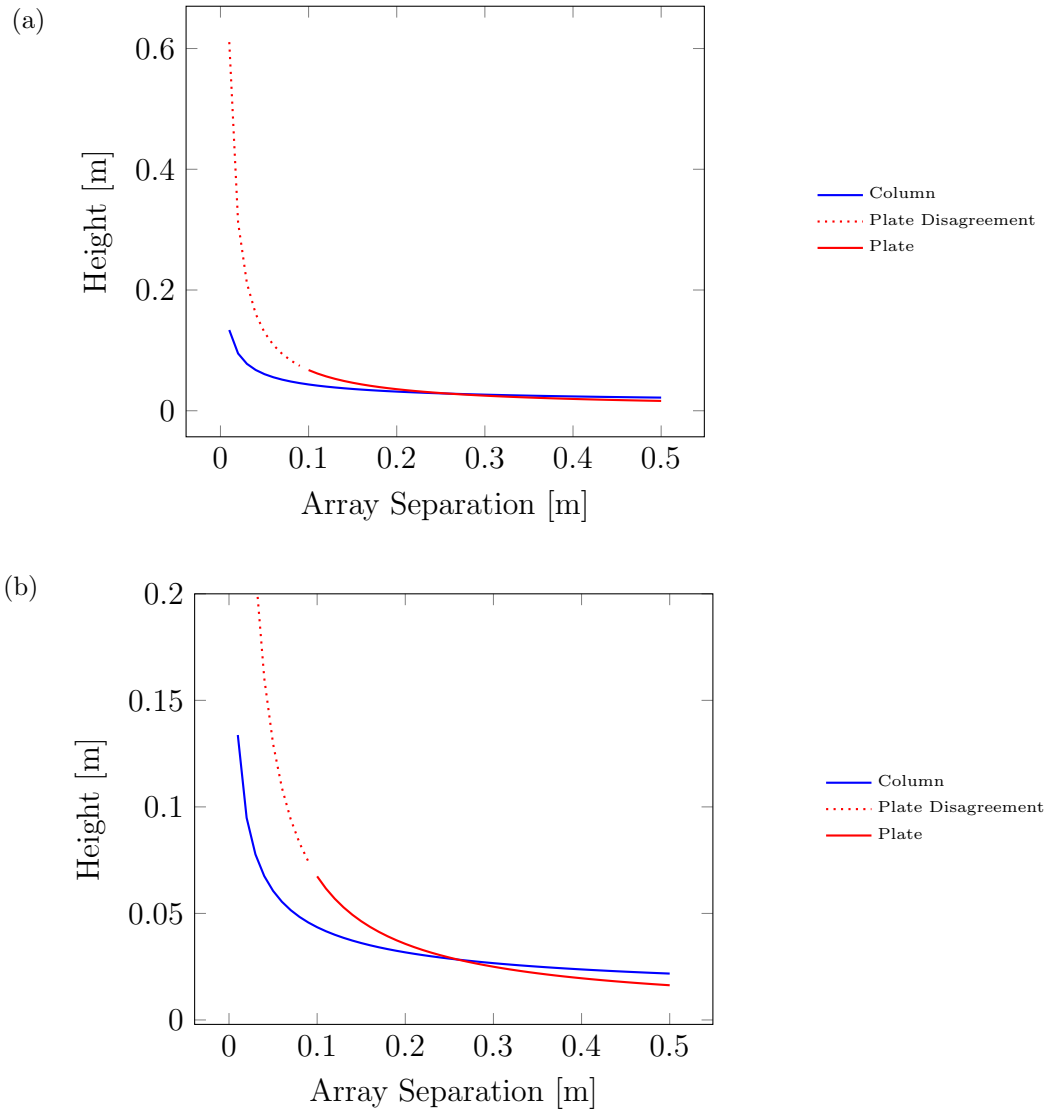 (a)
0.6
0.4
0.2
0
Height [m]
0
0.1
0.2
0.3
0.4
0.5
Array Separation [m]
Column
Plate Disagreement
Plate
(b)
0.2
0.15
0.1
0.05
0
Height [m]
0
0.1
0.2
0.3
0.4
0.5
Array Separation [m]
Column
Plate Disagreement
Plate